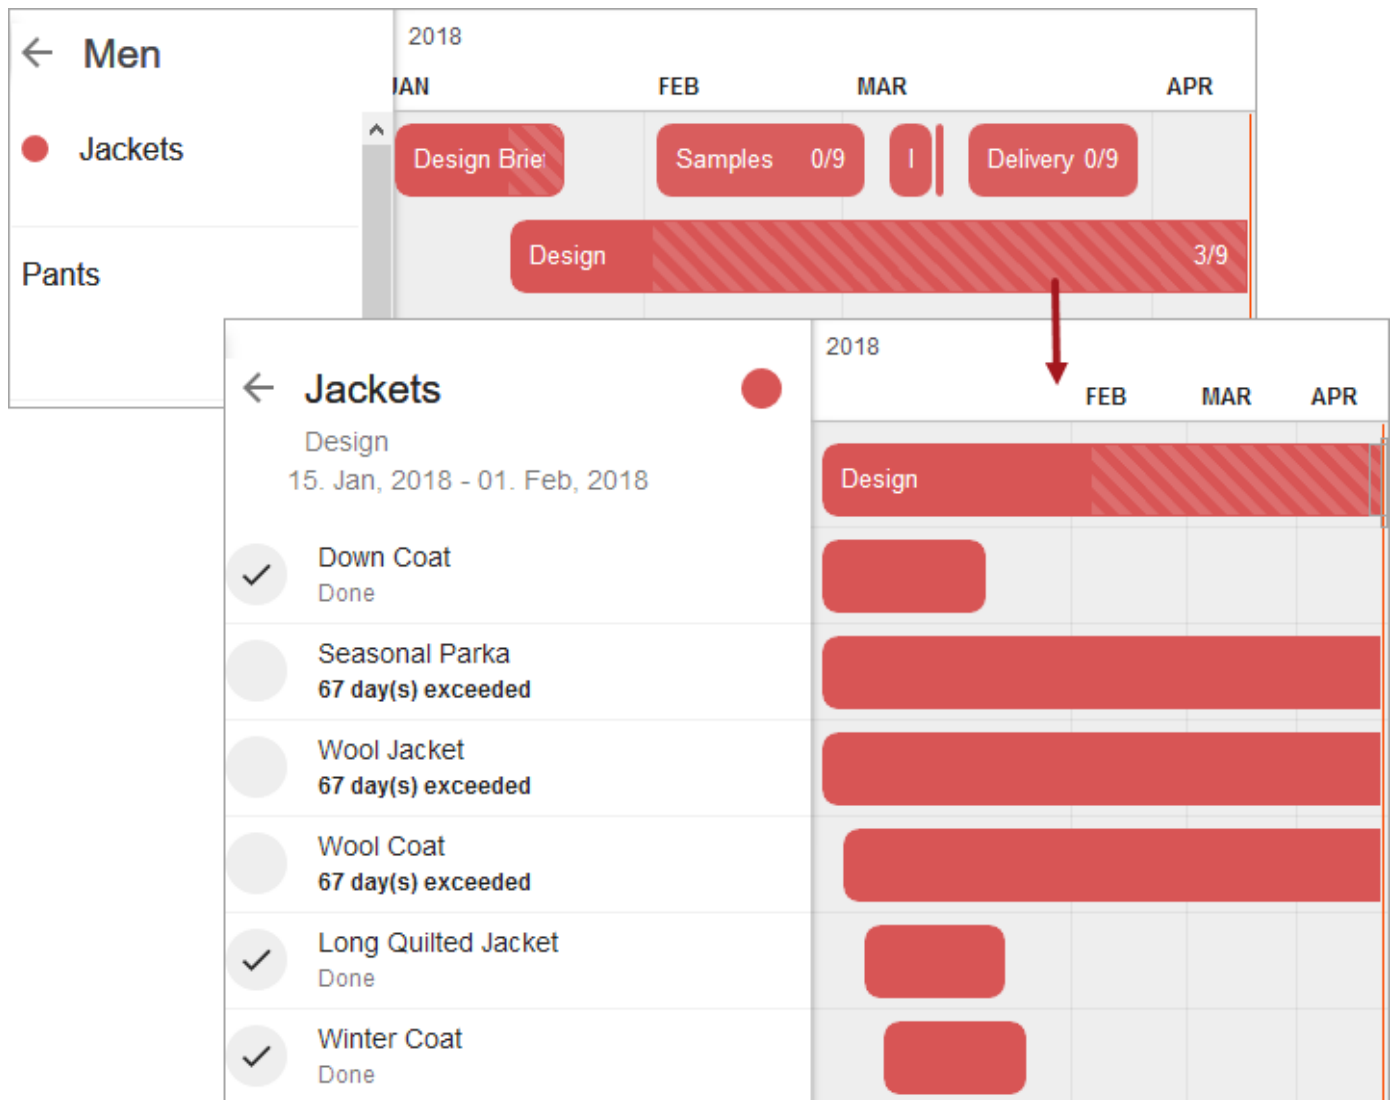 Men
2018
JAN
FEB
MAR
APR
Jackets
Design Brie
Samples 0/9
Delivery 0/9
Design 3/9
Pants
Jackets
2018
FEB
MAR
APR
Design
15. Jan, 2018 - 01. Feb, 2018
Design
Down Coat
Done
Seasonal Parka
67 day(s) exceeded
Wool Jacket
67 day(s) exceeded
Wool Coat
67 day(s) exceeded
Long Quilted Jacket
Done
Winter Coat
Done